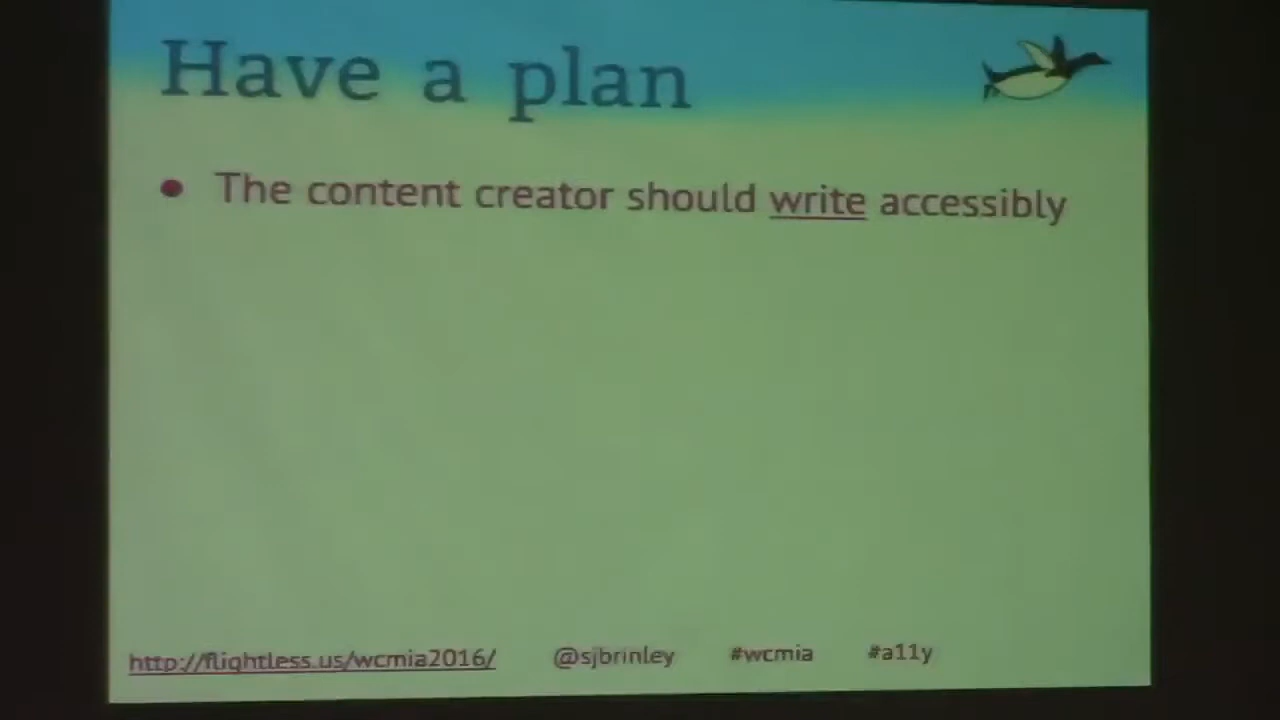 Have a plan
• The content creator should write accessibly
http://flightless.us/wcmia2016/ @sjbrinley #wcmia #a11y